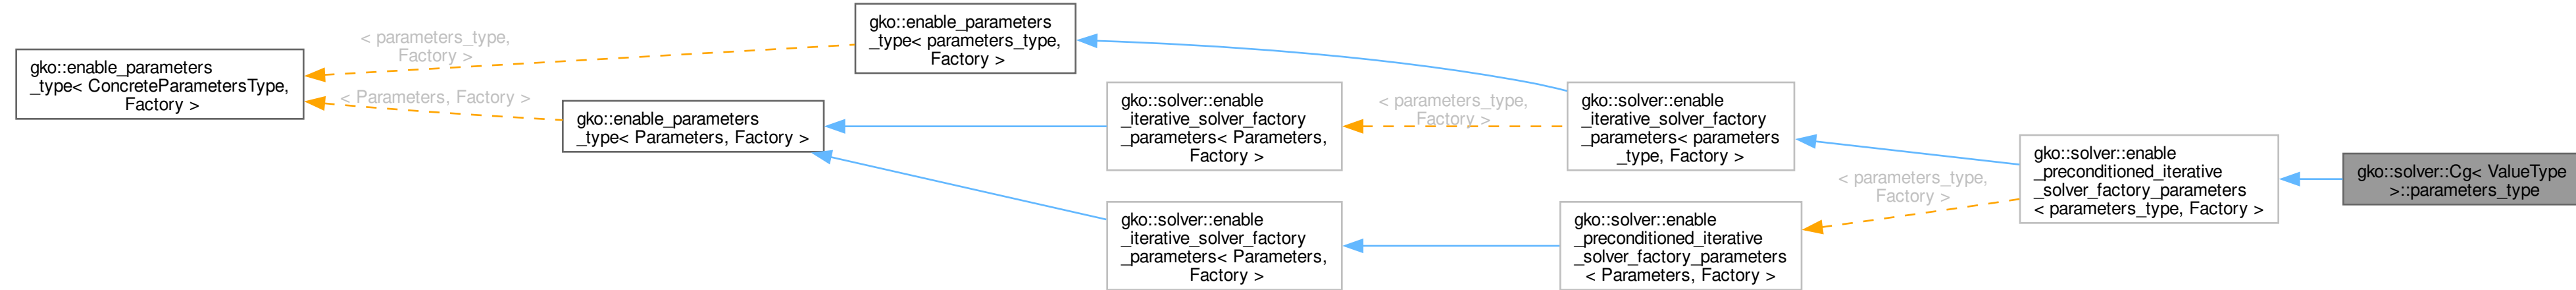 gko::enable_parameters
_type< ConcreteParametersType,
Factory >
< parameters_type,
Factory >
< Parameters, Factory >
gko::enable_parameters
_type< parameters_type,
Factory >
gko::enable_parameters
_type< Parameters, Factory >
gko::solver::enable
_iterative_solver_factory
_parameters< Parameters,
Factory >
gko::solver::enable
_iterative_solver_factory
_parameters< Parameters,
Factory >
< parameters_type,
Factory >
gko::solver::enable
_iterative_solver_factory
_parameters< parameters
_type, Factory >
gko::solver::enable
_preconditioned_iterative
_solver_factory_parameters
< Parameters, Factory >
< parameters_type,
Factory >
gko::solver::enable
_preconditioned_iterative
_solver_factory_parameters
< parameters_type, Factory >
gko::solver::Cg< ValueType
>::parameters_type